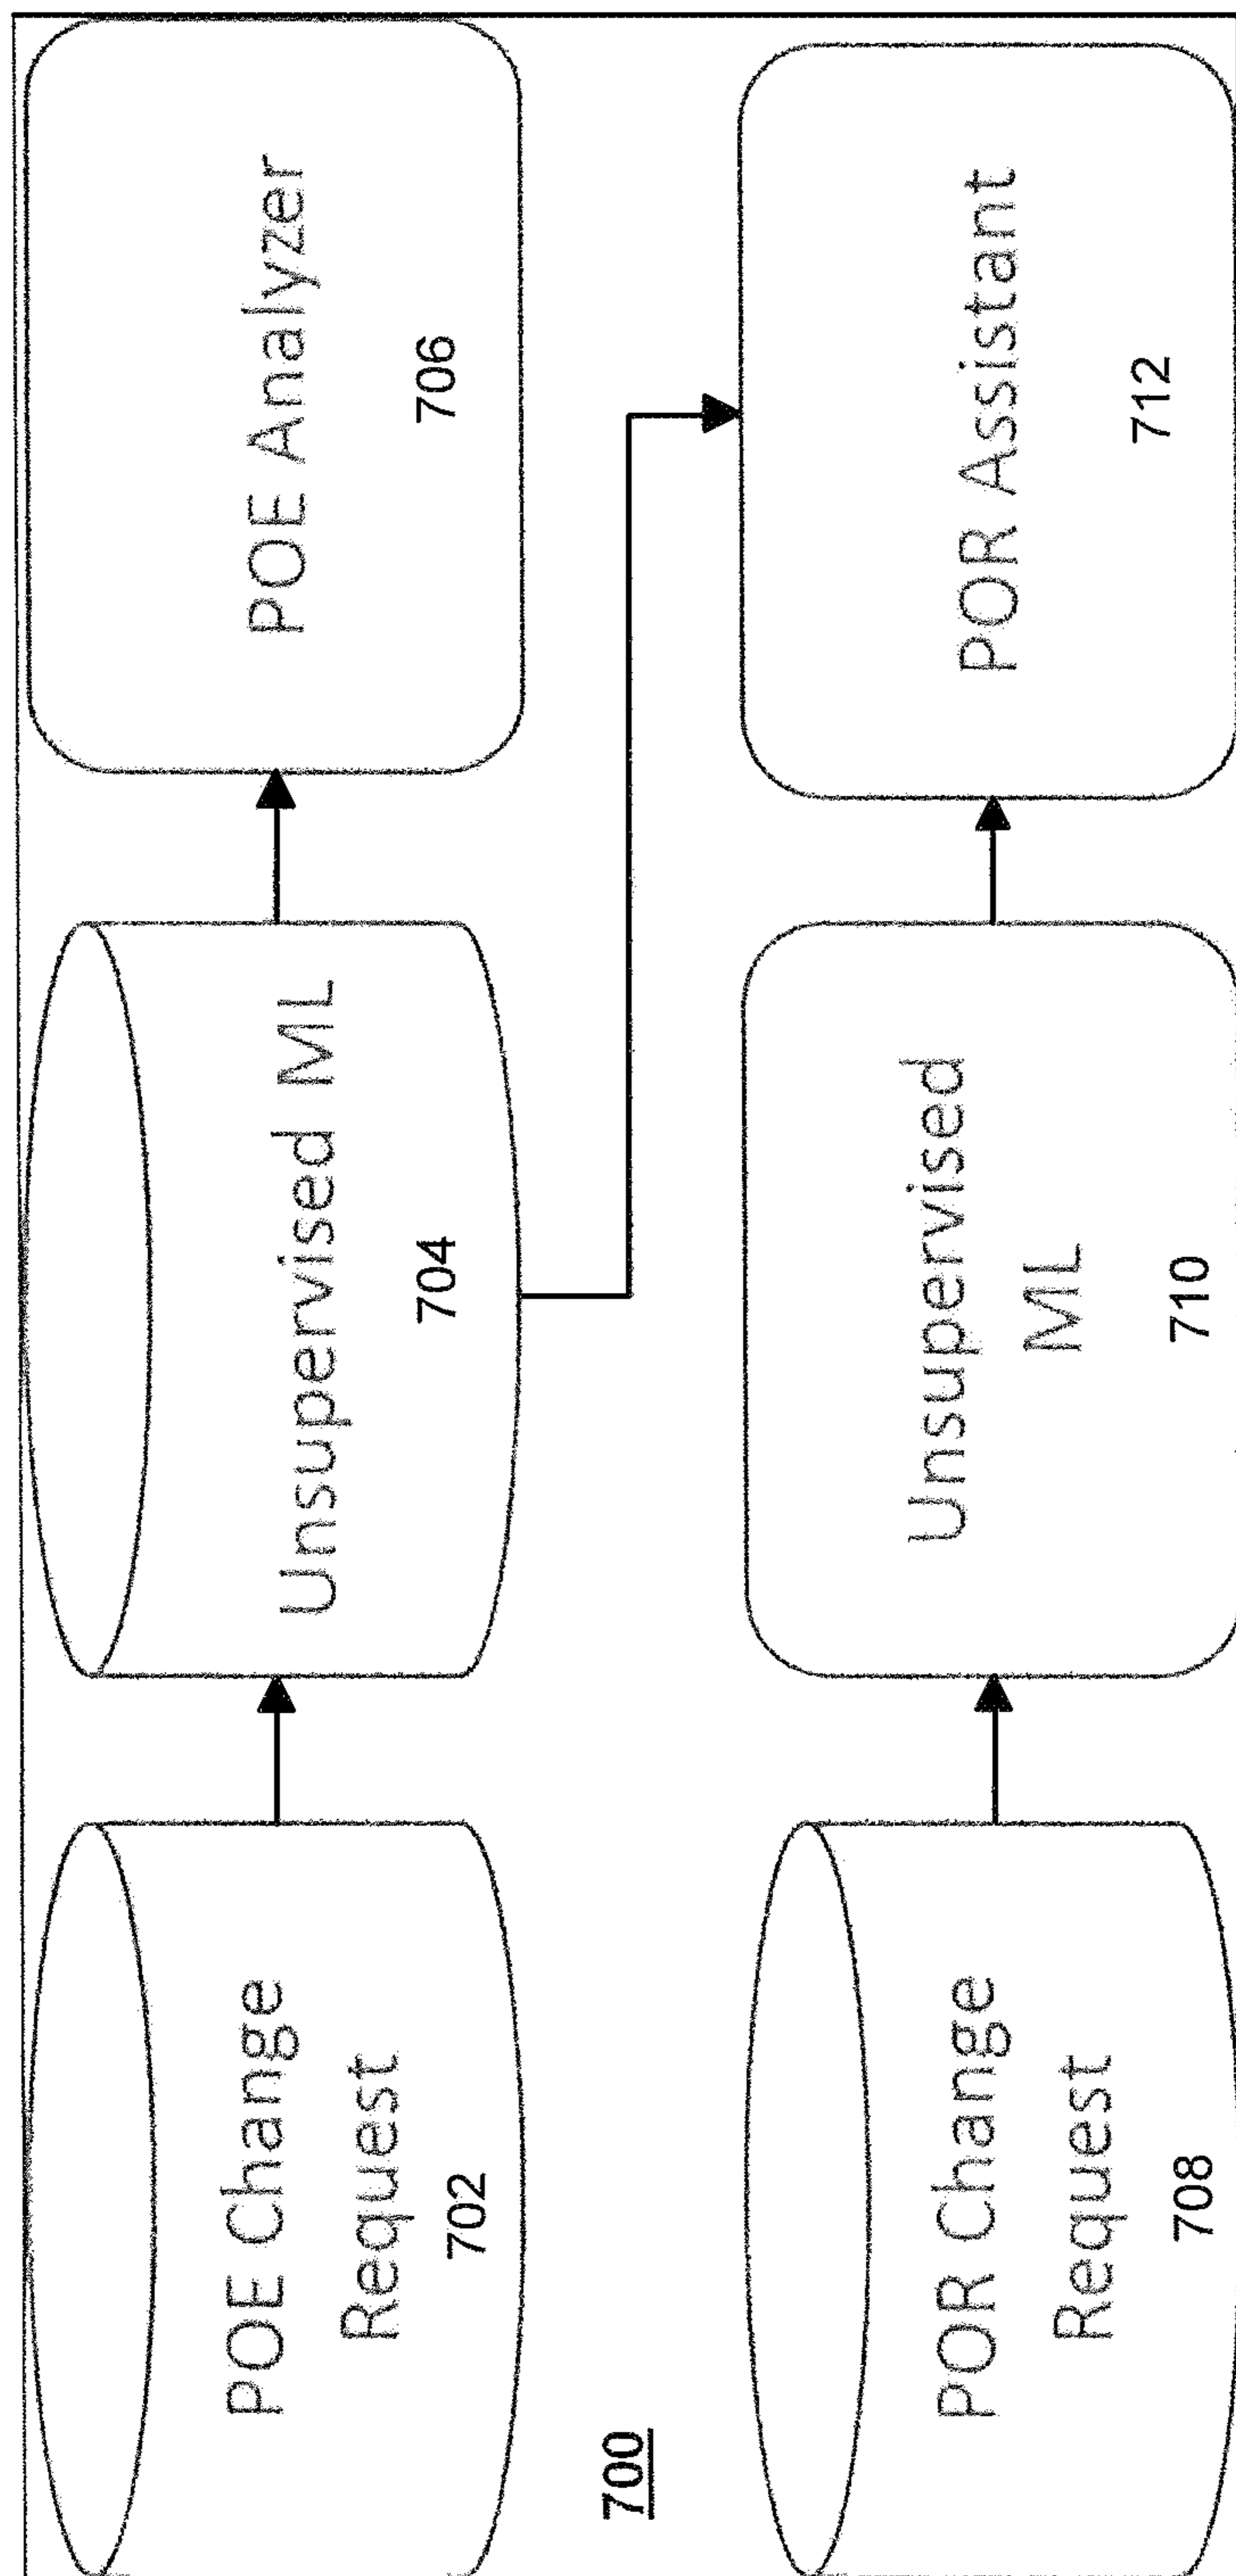 POE Change
Request
702
Unsupervised ML
704
POE Analyzer
706
700
POR Change
Request
708
Unsupervised
ML
710
POR Assistant
712